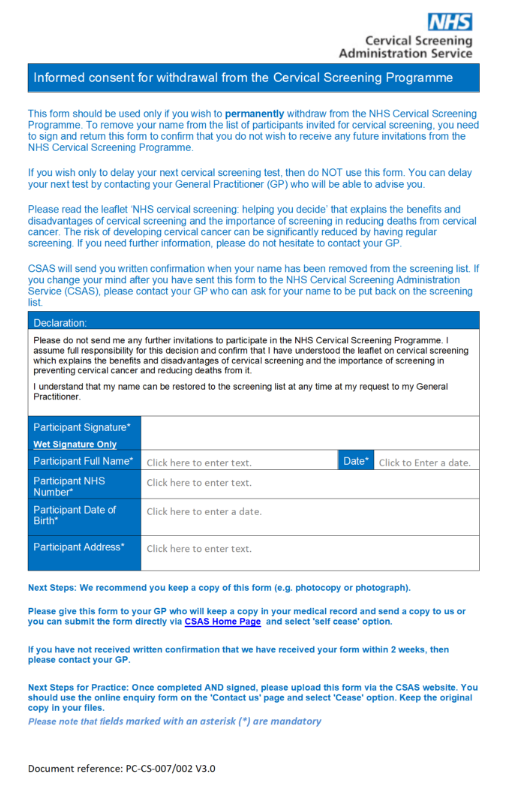 NHS
Cervical Screening
Administration Service
Informed consent for withdrawal from the Cervical Screening Programme
This form should be used only if you wish to permanently withdraw from the NHS Cervical Screening
Programme. To remove your name from the list of participants invited for cervical screening, you need
to sign and return this form to confirm that you do not wish to receive any future invitations from the
NHS Cervical Screening Programme.
If you wish only to delay your next cervical screening test, then do NOT use this form. You can delay
your next test by contacting your General Practitioner (GP) who will be able to advise you.
Please read the leaflet ‘NHS cervical screening: helping you decide’ that explains the benefits and
disadvantages of cervical screening and the importance of screening in reducing deaths from cervical
cancer. The risk of developing cervical cancer can be significantly reduced by having regular
screening. If you need further information, please do not hesitate to contact your GP.
CSAS will send you written confirmation when your name has been removed from the screening list. If
you change your mind after you have sent this form to the NHS Cervical Screening Administration
Service (CSAS), please contact your GP who can ask for your name to be put back on the screening
list.
Declaration:
Please do not send me any further invitations to participate in the NHS Cervical Screening Programme. I
assume full responsibility for this decision and confirm that I have understood the leaflet on cervical screening
which explains the benefits and disadvantages of cervical screening and the importance of screening in
preventing cervical cancer and reducing deaths from it.
I understand that my name can be restored to the screening list at any time at my request to my General
Practitioner.
Participant Signature*
Wet Signature Only
Participant Full Name* Click here to enter text. Date* Click to Enter a date.
Participant NHS
Number* Click here to enter text.
Participant Date of
Birth* Click here to enter a date.
Participant Address* Click here to enter text.
Next Steps: We recommend you keep a copy of this form (e.g. photocopy or photograph).
Please give this form to your GP who will keep a copy in your medical record and send a copy to us or
you can submit the form directly via CSAS Home Page and select 'self cease' option.
If you have not received written confirmation that we have received your form within 2 weeks, then
please contact your GP.
Next Steps for Practice: Once completed AND signed, please upload this form via the CSAS website. You
should use the online enquiry form on the 'Contact us' page and select 'Cease' option. Keep the original
copy in your files.
Please note that fields marked with an asterisk (*) are mandatory
Document reference: PC-CS-007/002 V3.0